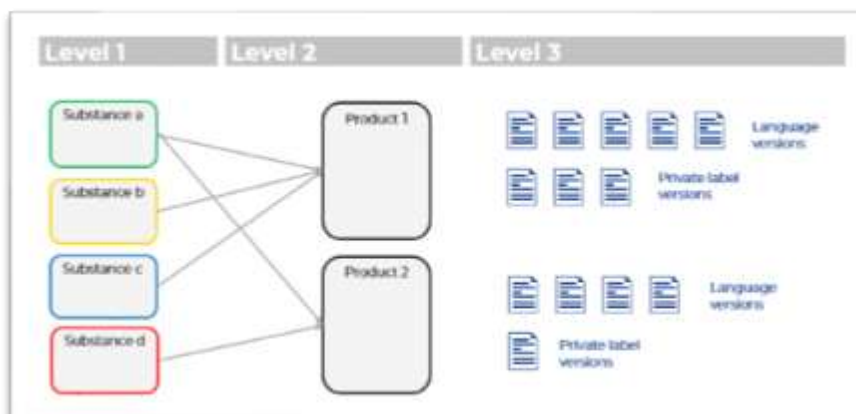 Level 1
Level 2
Level 3
Substance a
Product 1
Language
versions
Substance b
Private label
versions
Substance c
Product 2
Language
versions
Substance d
Private label
versions